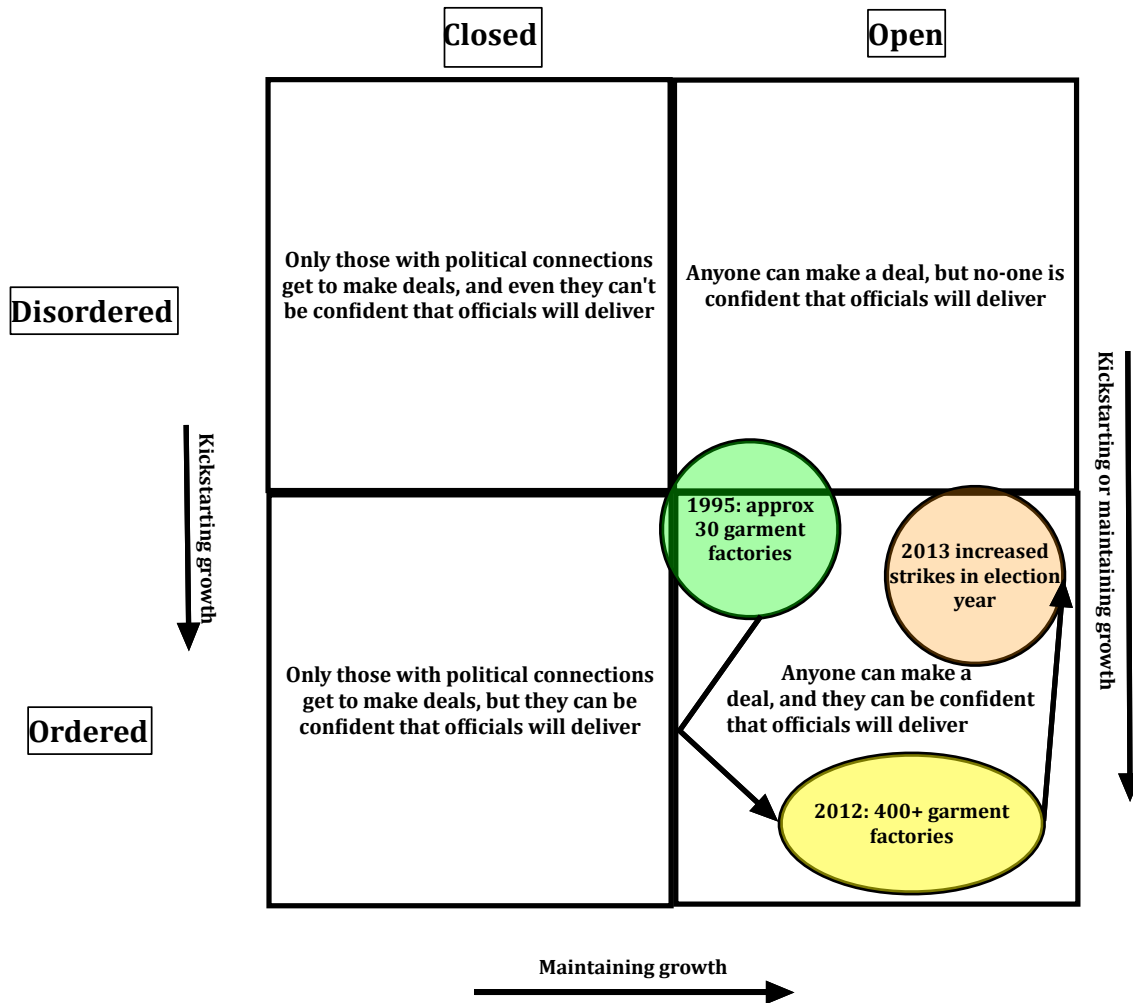 Closed
Open
Only those with political connections
get to make deals, and even they can't
be confident that officials will deliver
Anyone can make a deal, but no-one is
confident that officials will deliver
Disordered
Kickstarting growth
Kickstarting or maintaining growth
1995: approx
30 garment
factories
2013 increased
strikes in election
year
Only those with political connections
get to make deals, but they can be
confident that officials will deliver
Anyone can make a
deal, and they can be confident
that officials will deliver
Ordered
2012: 400+ garment
factories
Maintaining growth